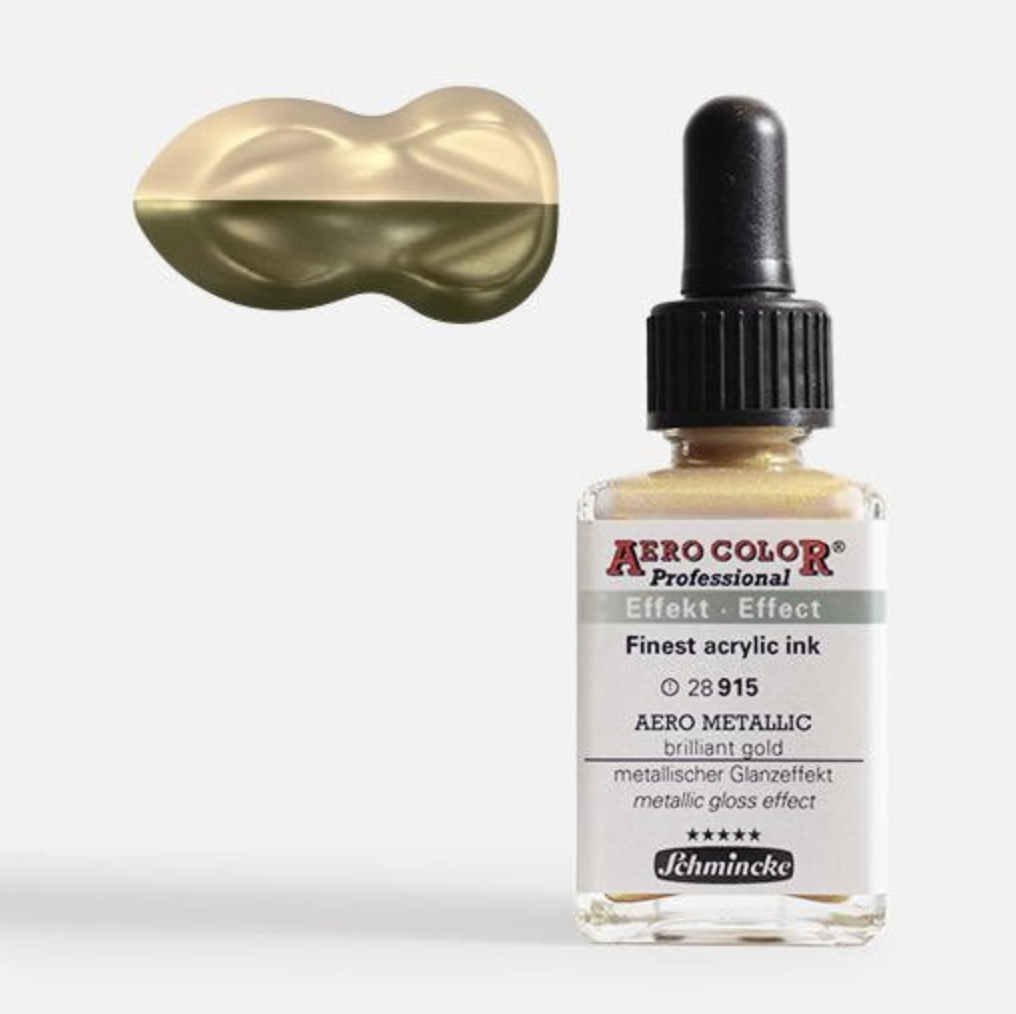 AERO COLOR®
Professional
Effekt · Effect
Finest acrylic ink
28 915
AERO METALLIC
brilliant gold
metallischer Glanzeffekt
metallic gloss effect
★★★★★
Schmincke